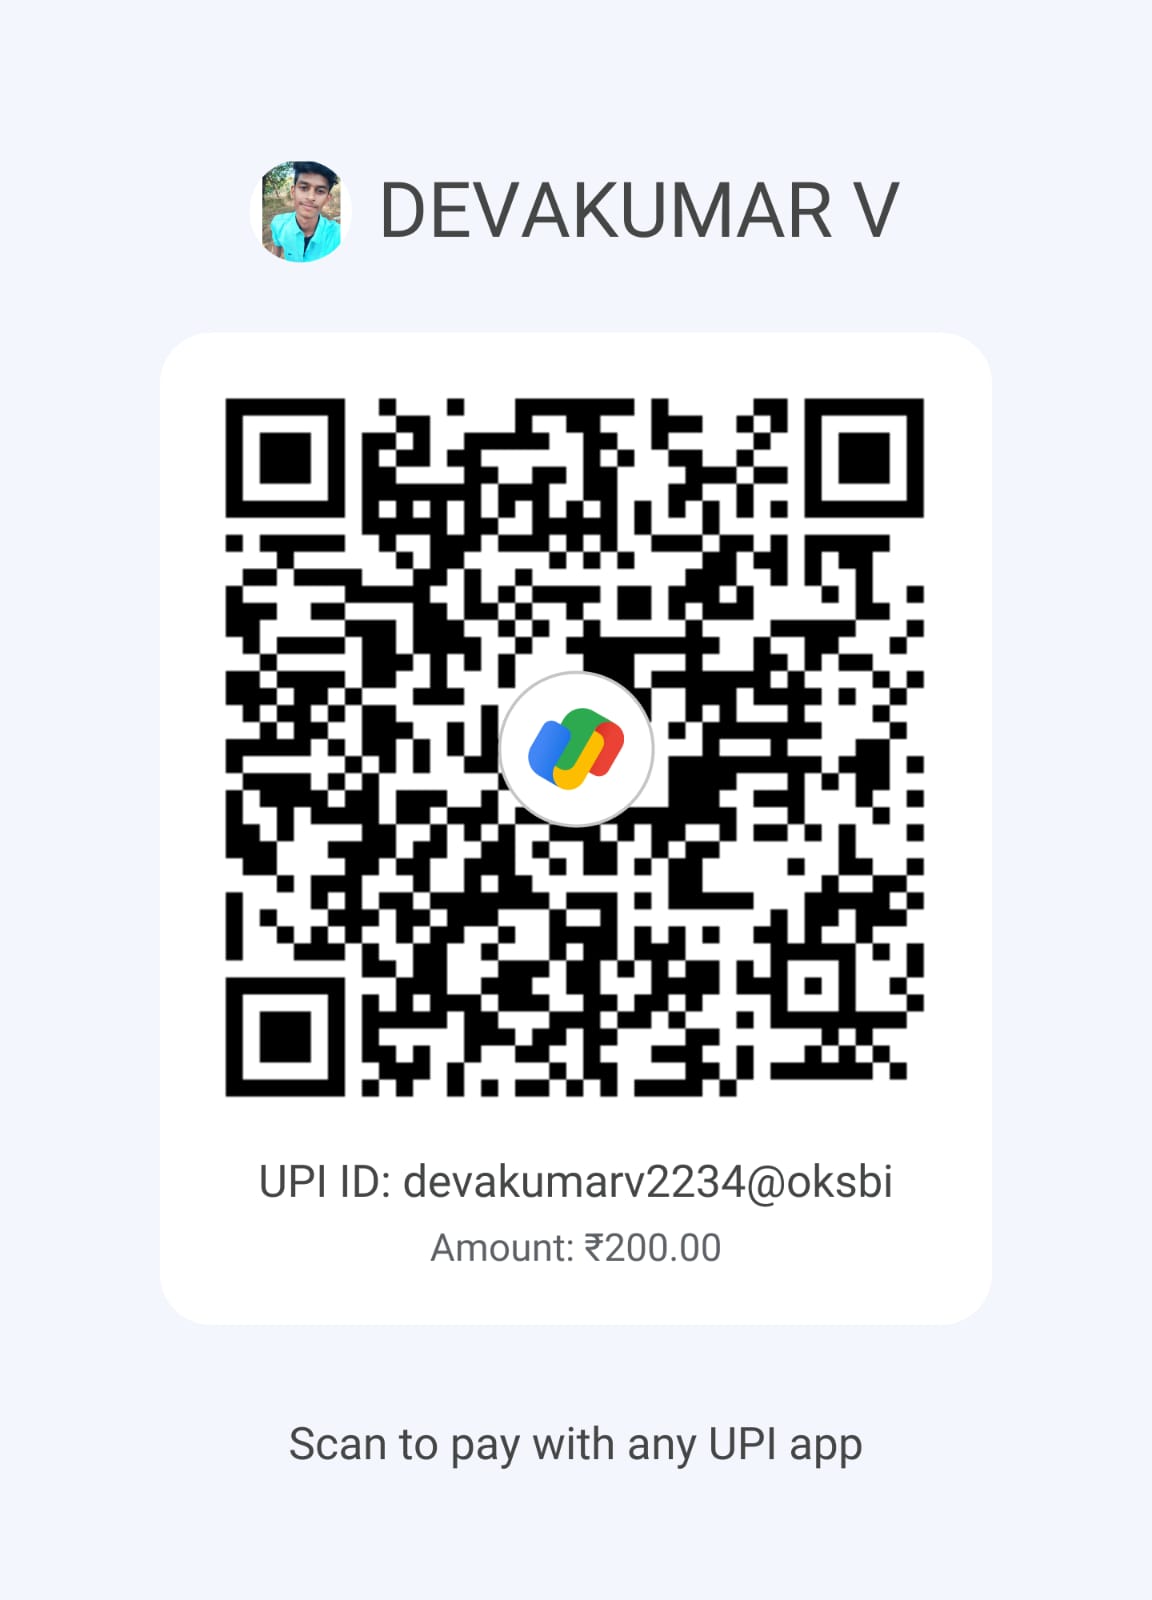 DEVAKUMAR V
UPI ID: devakumarv2234@oksbi
Amount: ₹200.00
Scan to pay with any UPI app